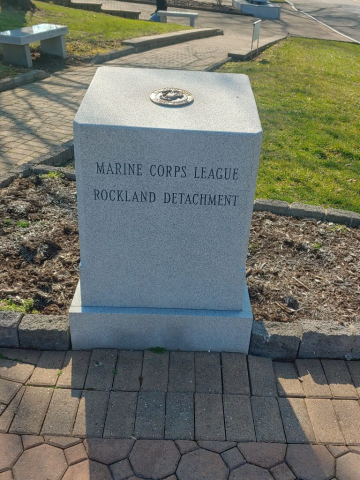 MARINE CORPS LEAGUE
ROCKLAND DETACHMENT